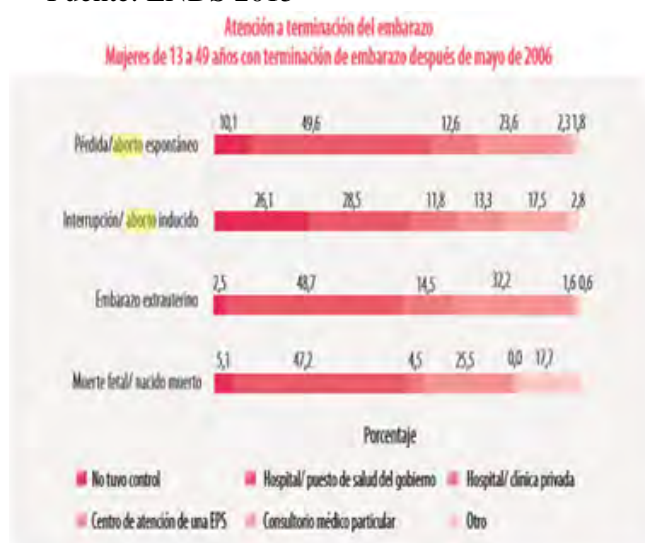 Fuente: ENDS 2015
Atención a terminación del embarazo
Mujeres de 13 a 49 años con terminación de embarazo después de mayo de 2006
10,1 49,6 12,6 23,6 2,3 1,8
Pérdida/aborto espontáneo
26,1 28,5 11,8 13,3 17,5 2,8
Interrupción/ aborto inducido
2,5 48,7 14,5 32,2 1,6 0,6
Embarazo extrauterino
5,1 47,2 4,5 25,5 0,0 17,7
Muerte fetal/ nacido muerto
Porcentaje
No tuvo control Hospital/ puesto de salud del gobierno Hospital/ clínica privada
Centro de atención de una EPS Consultorio médico particular Otro